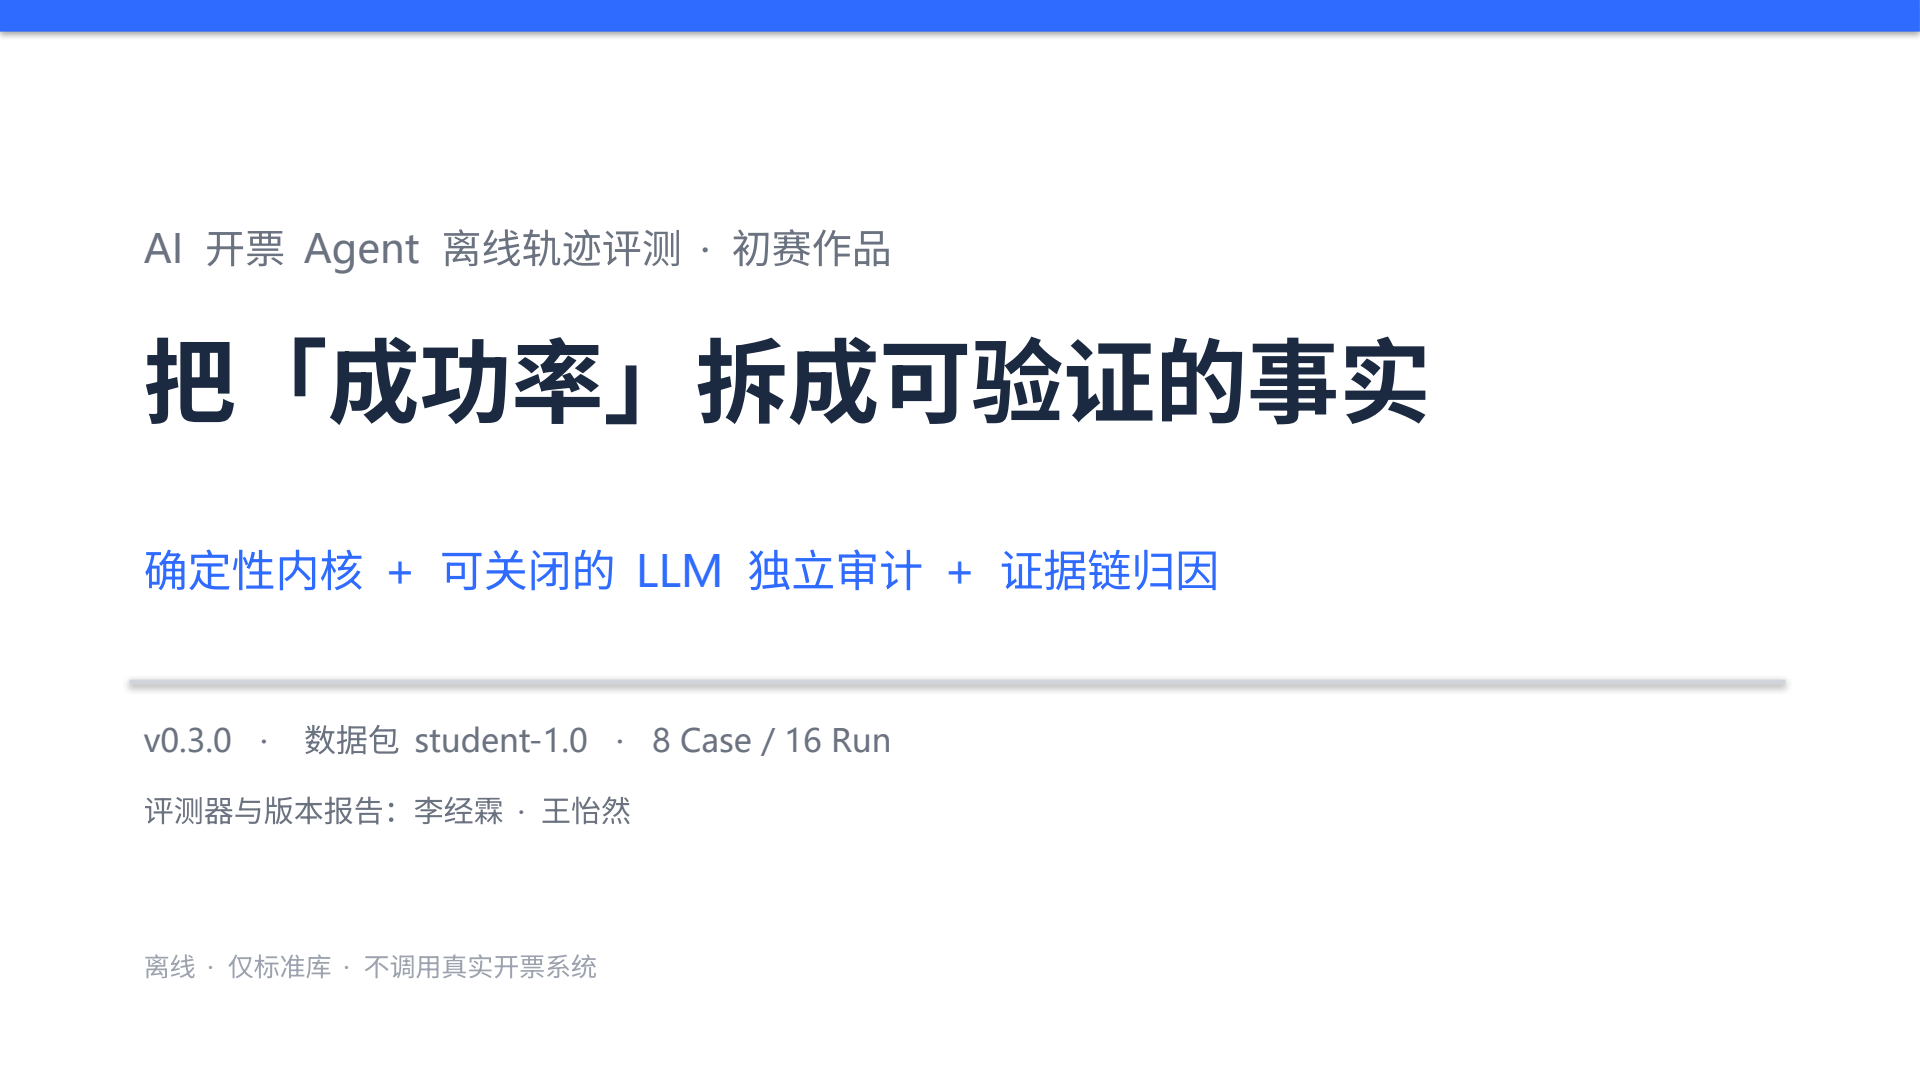 AI 开票 Agent 离线轨迹评测 · 初赛作品
把「成功率」拆成可验证的事实
确定性内核 + 可关闭的 LLM 独立审计 + 证据链归因
v0.3.0 · 数据包 student-1.0 · 8 Case / 16 Run
评测器与版本报告：李经霖 · 王怡然
离线 · 仅标准库 · 不调用真实开票系统